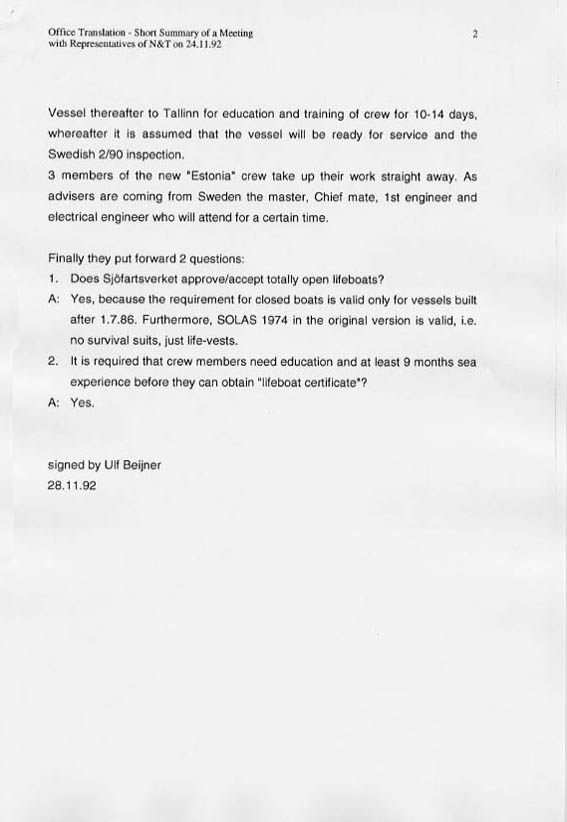 Office Translation - Short Summary of a Meeting
with Representatives of N&T on 24.11.92
2
Vessel thereafter to Tallinn for education and training of crew for 10-14 days,
whereafter it is assumed that the vessel will be ready for service and the
Swedish 2/90 inspection.
3 members of the new "Estonia" crew take up their work straight away. As
advisers are coming from Sweden the master, Chief mate, 1st engineer and
electrical engineer who will attend for a certain time.
Finally they put forward 2 questions:
1. Does Sjöfartsverket approve/accept totally open lifeboats?
A: Yes, because the requirement for closed boats is valid only for vessels built
after 1.7.86. Furthermore, SOLAS 1974 in the original version is valid, i.e.
no survival suits, just life-vests.
2. It is required that crew members need education and at least 9 months sea
experience before they can obtain "lifeboat certificate"?
A: Yes.
signed by Ulf Beijner
28.11.92